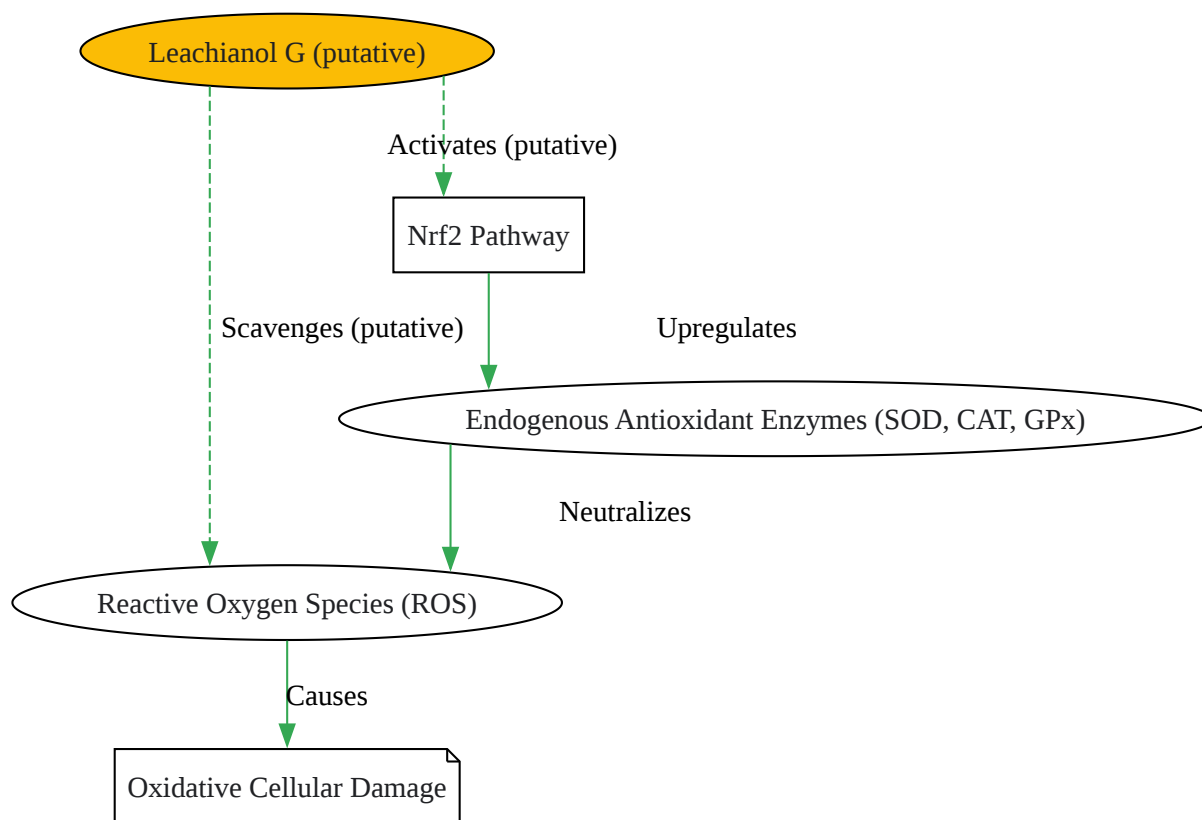 Leachianol G (putative)
Activates (putative)
Nrf2 Pathway
Scavenges (putative)
Upregulates
Endogenous Antioxidant Enzymes (SOD, CAT, GPx)
Neutralizes
Reactive Oxygen Species (ROS)
Causes
Oxidative Cellular Damage